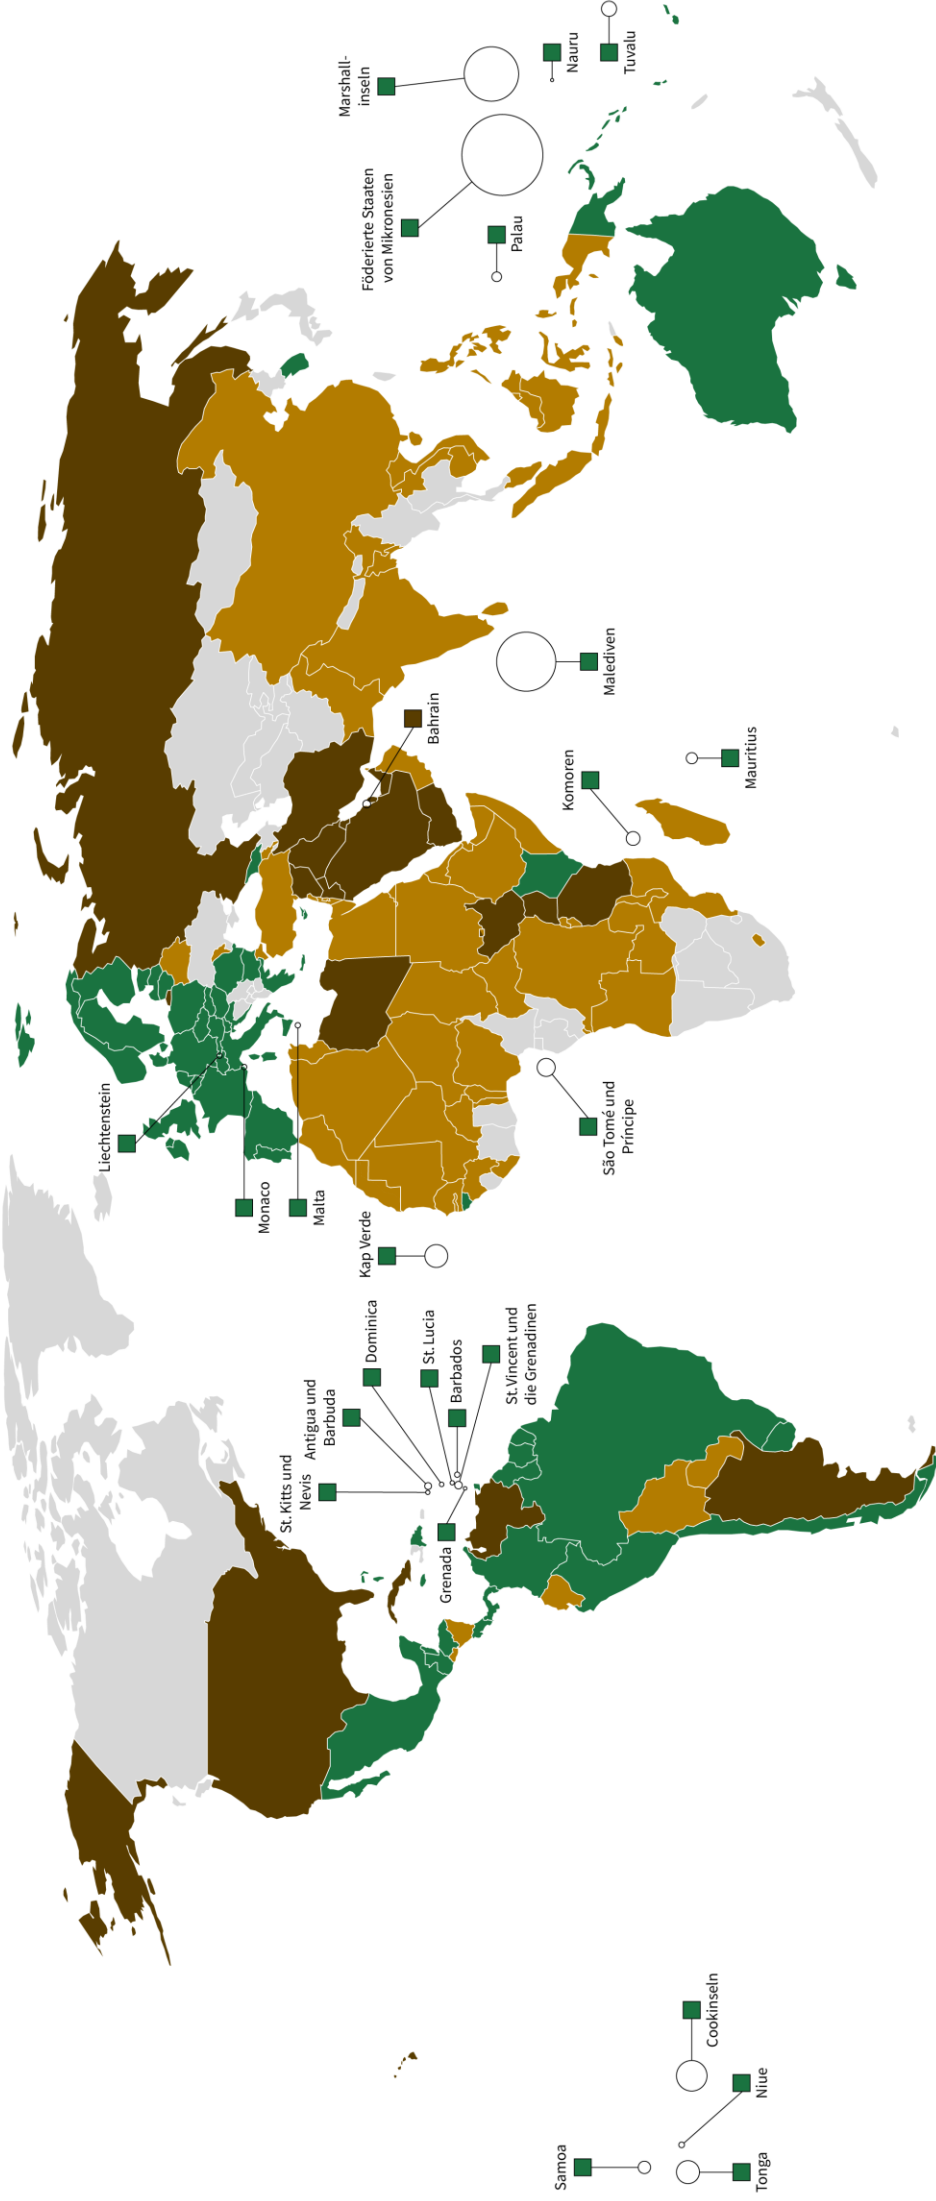 Marshall-
inseln
Nauru
Tuvalu
Föderierte Staaten
von Mikronesien
Palau
Malediven
Bahrain
Mauritius
Komoren
Liechtenstein
Monaco
Malta
São Tomé und
Príncipe
Kap Verde
Dominica
St. Lucia
Barbados
St. Vincent und
die Grenadinen
Antigua und
Barbuda
St. Kitts und
Nevis
Grenada
Cookinseln
Niue
Samoa
Tonga